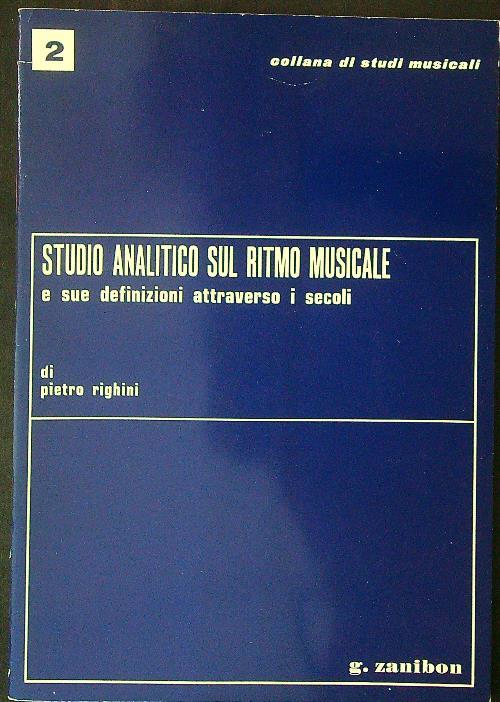 2
collana di studi musicali
STUDIO ANALITICO SUL RITMO MUSICALE
e sue definizioni attraverso i secoli
di
pietro righini
g. zanibon